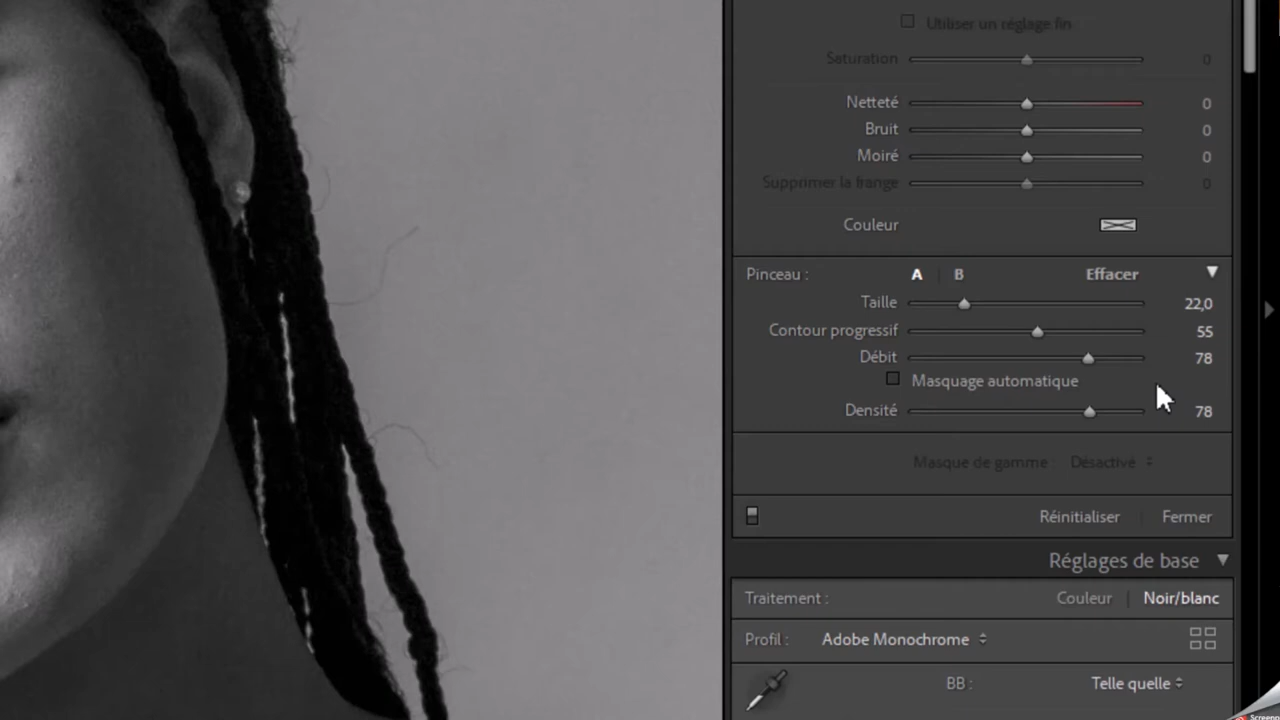 Utiliser un réglage fin
Saturation 0
Netteté 0
Bruit 0
Moiré 0
Supprimer la frange 0
Couleur
Pinceau : A B Effacer
Taille 22,0
Contour progressif 55
Débit 78
Masquage automatique
Densité 78
Masque de gamme : Désactivé
Réinitialiser Fermer
Réglages de base
Traitement : Couleur Noir/blanc
Profil : Adobe Monochrome
BB : Telle quelle